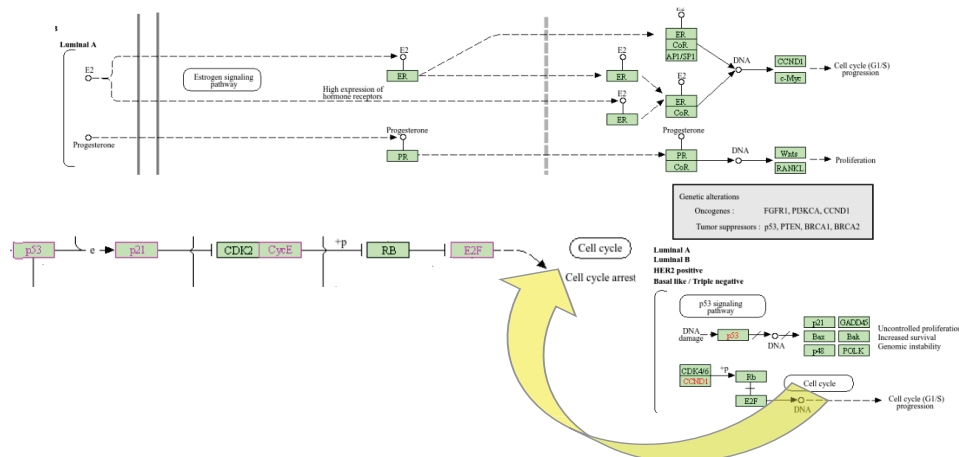 Luminal A
E2
Estrogen signaling
pathway
High expression of
hormone receptors
E2
ER
E2
ER
E2
ER
E2
ER
CoR
AP1/SP1
E2
ER
CoR
DNA
CCND1
c-Myc
Cell cycle (G1/S)
progression
Progesterone
Progesterone
PR
Progesterone
PR
CoR
DNA
Wnts
RANKL
Proliferation
Genetic alterations
Oncogenes : FGFR1, PI3KCA, CCND1
Tumor suppressors : p53, PTEN, BRCA1, BRCA2
p53
e
p21
CDK2
CycE
+p
RB
E2F
Cell cycle
Cell cycle arrest
Luminal A
Luminal B
HER2 positive
Basal like / Triple negative
p53 signaling
pathway
DNA
damage
p53
DNA
p21
GADD45
Bax
Bak
p48
POLK
Uncontrolled proliferation
Increased survival
Genomic instability
CDK4/6
CCND1
+p
Rb
E2F
Cell cycle
DNA
Cell cycle (G1/S)
progression